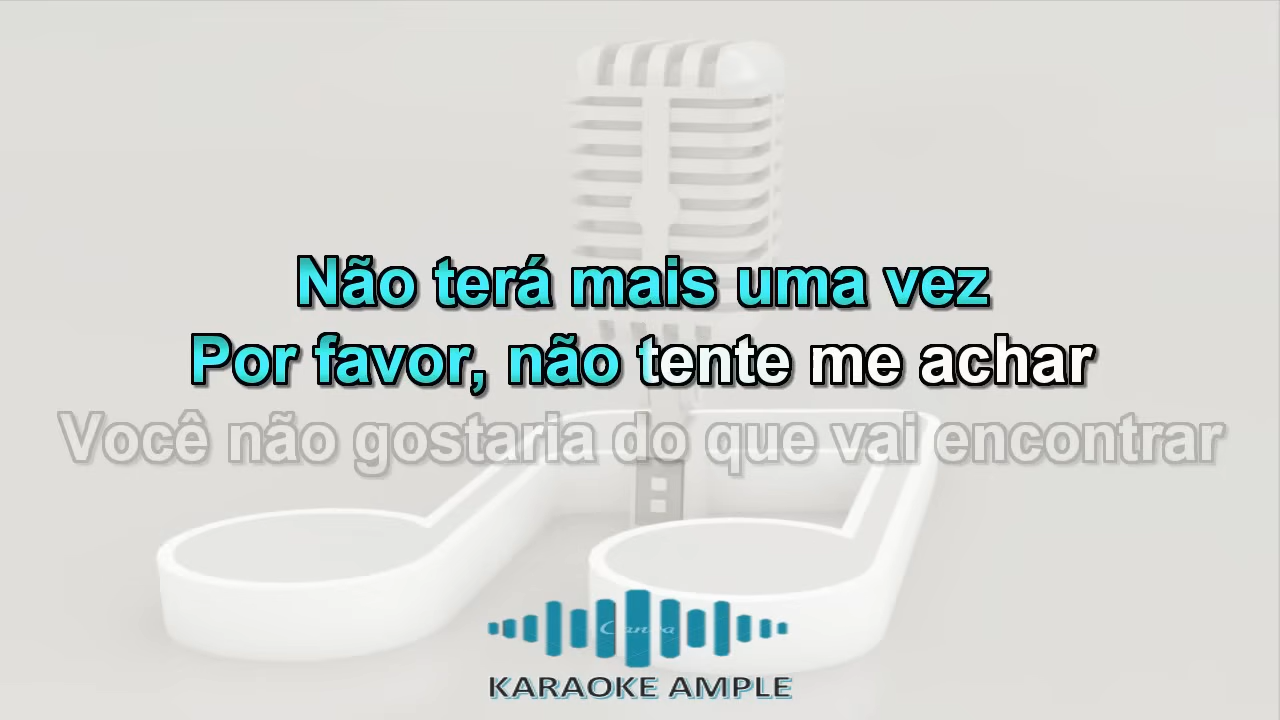 Não terá mais uma vez
Por favor, não tente me achar
Você não gostaria do que vai encontrar
Canva
KARAOKE AMPLE